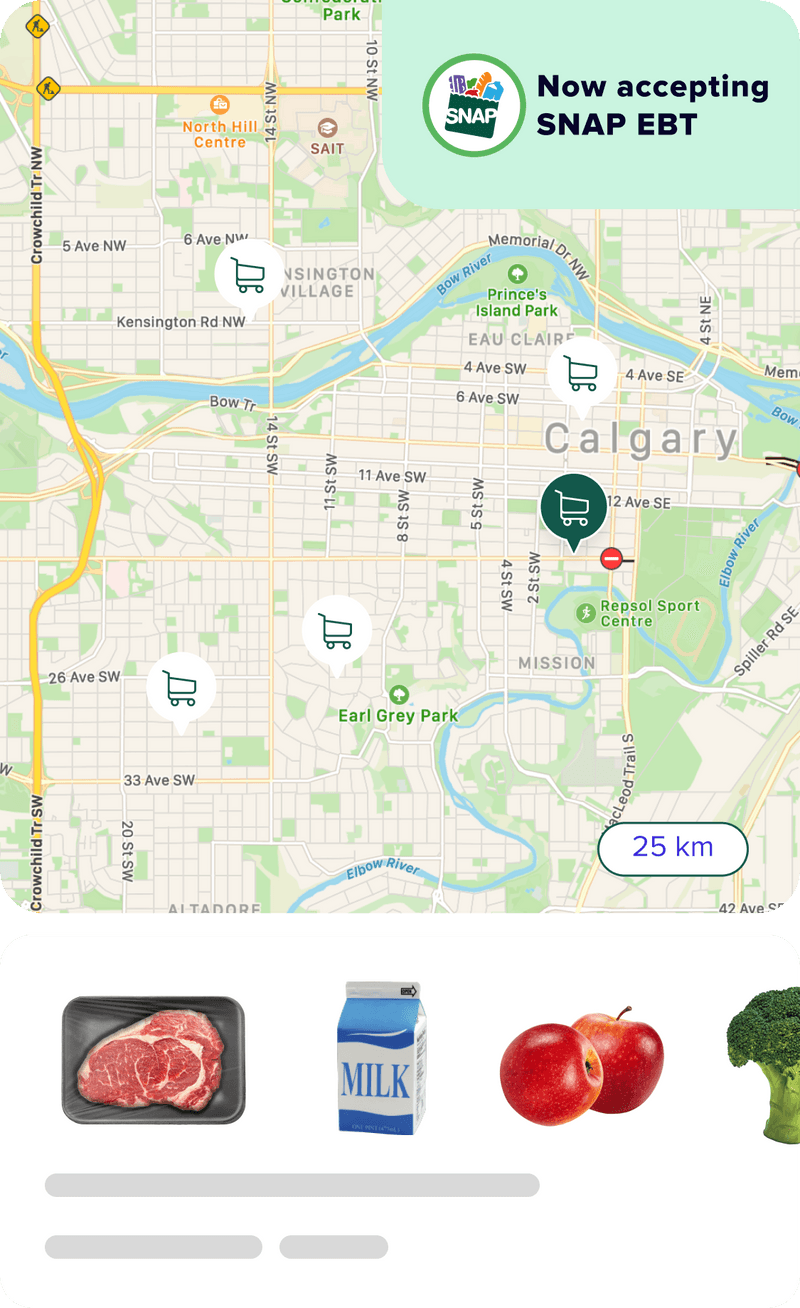 Park
10 St NW
SNAP
Now accepting
SNAP EBT
14 St NW
North Hill
Centre
SAIT
Crowchild Tr NW
5 Ave NW
6 Ave NW
NSINGTON
VILLAGE
Memorial Dr NW
Bow River
Prince's
Island Park
Kensington Rd NW
4 St NE
EAU CLAIRE
4 Ave SW
4 Ave SE
6 Ave SW
Bow Tr
Calgary
14 St SW
11 St SW
11 Ave SW
8 St SW
5 St SW
12 Ave SE
Elbow River
4 St SW
2 St SW
Repsol Sport
Centre
Spiller Rd SE
MISSION
26 Ave SW
Earl Grey Park
33 Ave SW
MacLeod Trail S
Crowchild Tr SW
20 St SW
25 km
Elbow River
ALTADORE
42 Ave SE
MILK